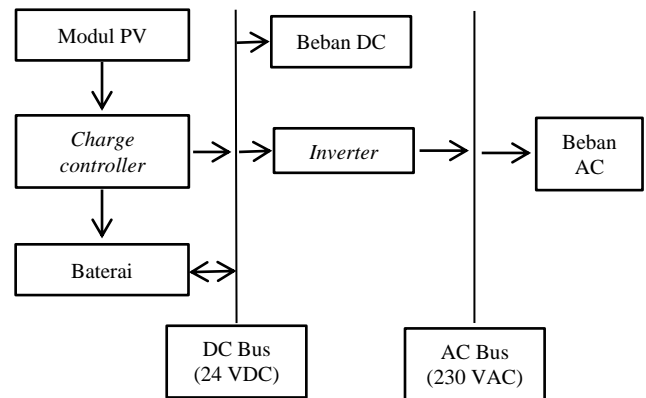 Modul PV
Beban DC
Charge
controller
Inverter
Beban
AC
Baterai
DC Bus
(24 VDC)
AC Bus
(230 VAC)